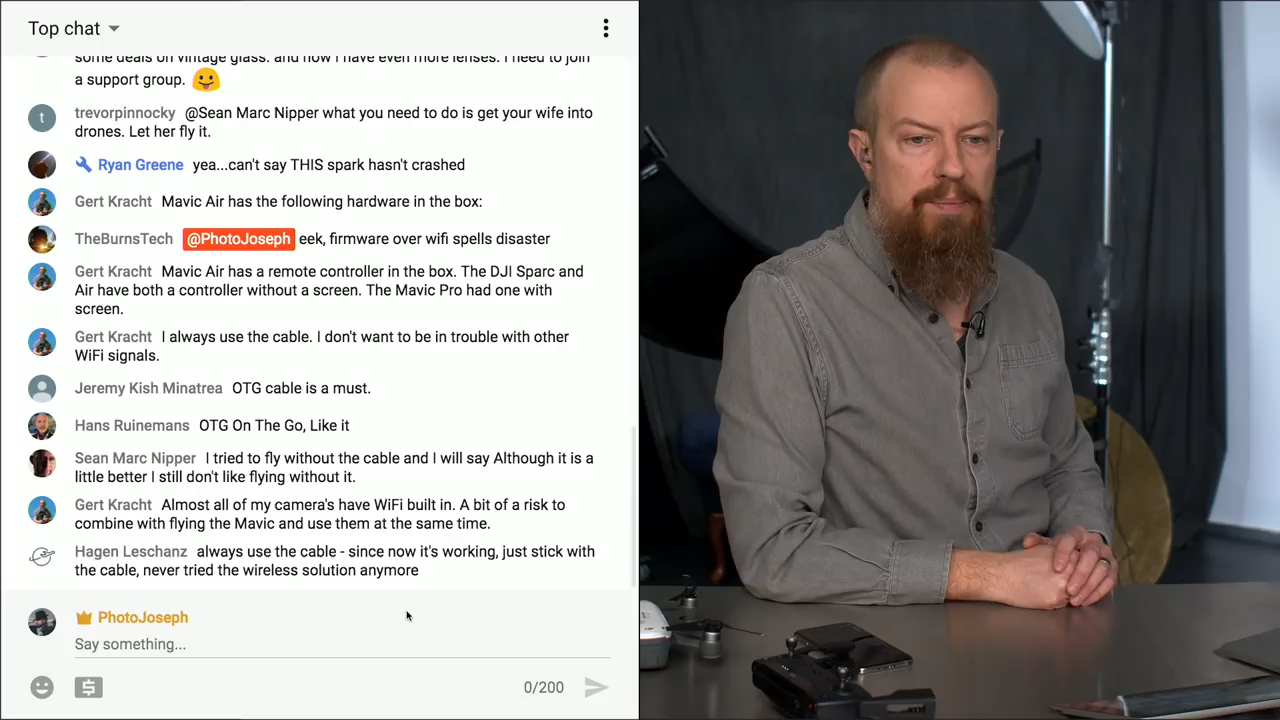 Top chat
some deals on vintage glass. and now I have even more lenses. I need to join
a support group.
t
trevorpinnocky @Sean Marc Nipper what you need to do is get your wife into
drones. Let her fly it.
Ryan Greene yea...can't say THIS spark hasn't crashed
Gert Kracht Mavic Air has the following hardware in the box:
TheBurnsTech @PhotoJoseph eek, firmware over wifi spells disaster
Gert Kracht Mavic Air has a remote controller in the box. The DJI Sparc and
Air have both a controller without a screen. The Mavic Pro had one with
screen.
Gert Kracht I always use the cable. I don't want to be in trouble with other
WiFi signals.
Jeremy Kish Minatrea OTG cable is a must.
Hans Ruinemans OTG On The Go, Like it
Sean Marc Nipper I tried to fly without the cable and I will say Although it is a
little better I still don't like flying without it.
Gert Kracht Almost all of my camera's have WiFi built in. A bit of a risk to
combine with flying the Mavic and use them at the same time.
Hagen Leschanz always use the cable - since now it's working, just stick with
the cable, never tried the wireless solution anymore
PhotoJoseph
Say something...
0/200